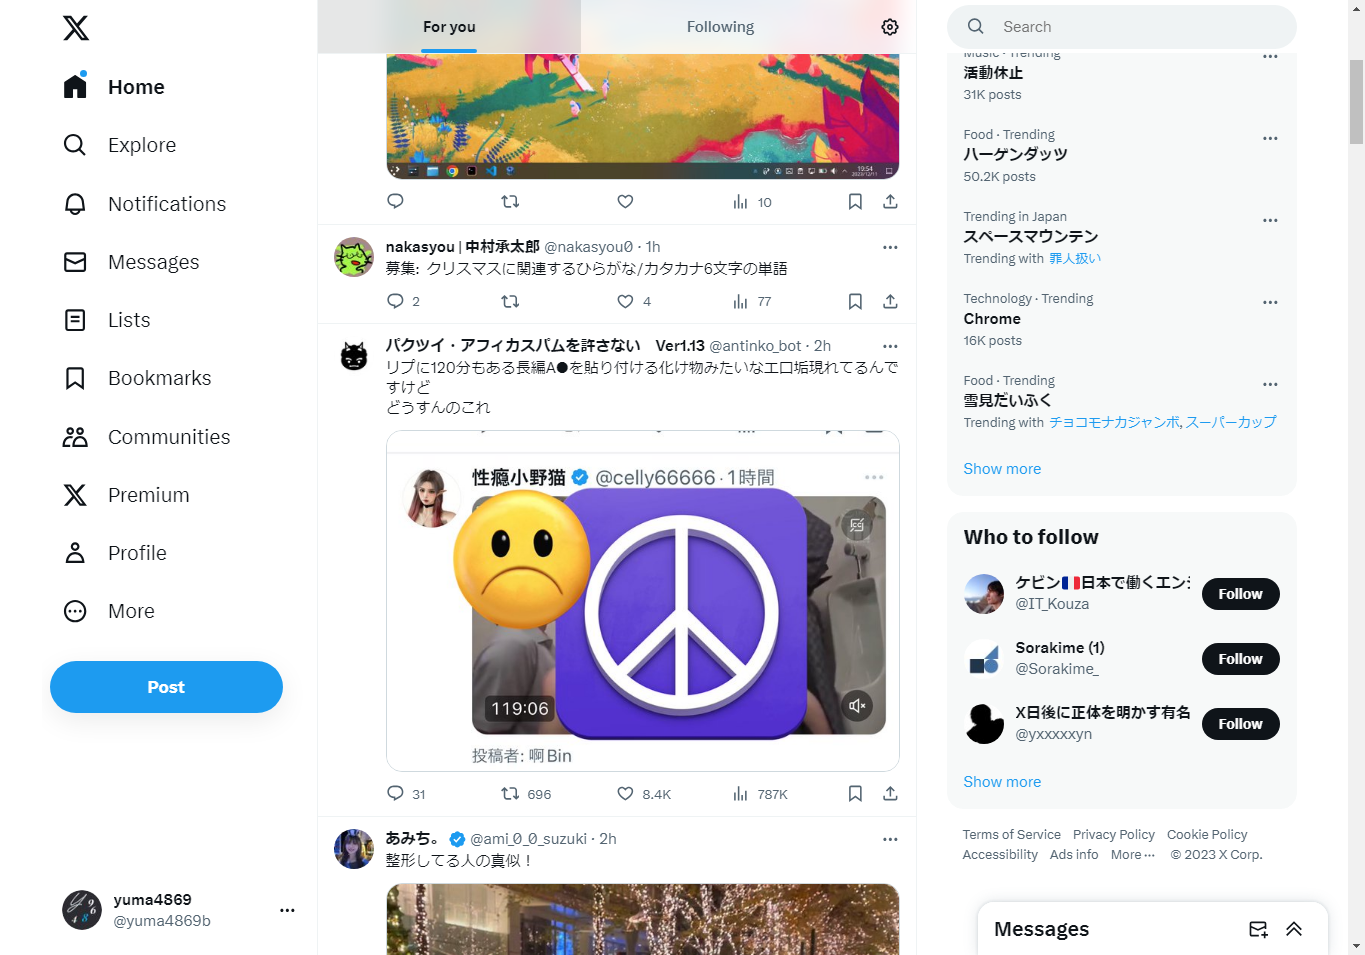 Home
Explore
Notifications
Messages
Lists
Bookmarks
Communities
Premium
Profile
More
Post
yuma4869
@yuma4869b
For you
Following
19:54
2023/12/11
10
nakasyou | 中村承太郎 @nakasyou0 · 1h
募集: クリスマスに関連するひらがな/カタカナ6文字の単語
2
4
77
パクツイ・アフィカスパムを許さない　Ver1.13 @antinko_bot · 2h
リプに120分もある長編A●を貼り付ける化け物みたいなエロ垢現れてるんで
すけど
どうすんのこれ
性瘾小野猫 @celly66666 · 1時間
119:06
投稿者: 啊Bin
31
696
8.4K
787K
あみち。 @ami_0_0_suzuki · 2h
整形してる人の真似！
Search
Music · Trending
活動休止
31K posts
Food · Trending
ハーゲンダッツ
50.2K posts
Trending in Japan
スペースマウンテン
Trending with 罪人扱い
Technology · Trending
Chrome
16K posts
Food · Trending
雪見だいふく
Trending with チョコモナカジャンボ, スーパーカップ
Show more
Who to follow
ケビン🇫🇷日本で働くエンジ
@IT_Kouza
Follow
Sorakime (1)
@Sorakime_
Follow
X日後に正体を明かす有名
@yxxxxxyn
Follow
Show more
Terms of Service Privacy Policy Cookie Policy
Accessibility Ads info More ··· © 2023 X Corp.
Messages